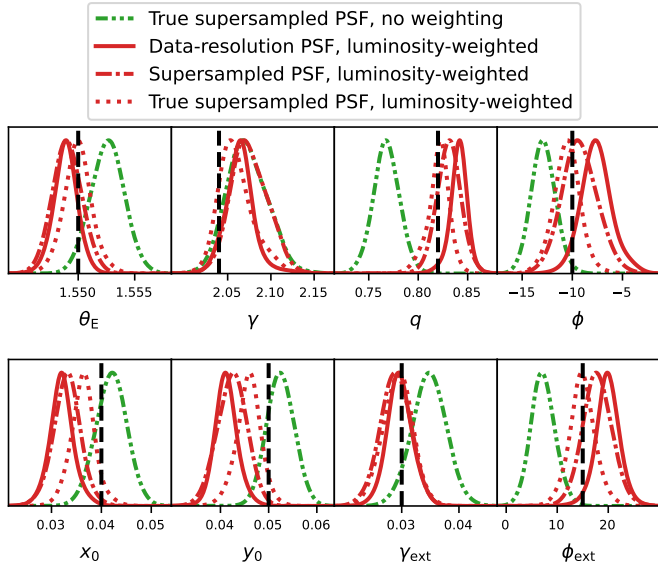 True supersampled PSF, no weighting
Data-resolution PSF, luminosity-weighted
Supersampled PSF, luminosity-weighted
True supersampled PSF, luminosity-weighted
1.550 1.555
2.05 2.10 2.15
0.75 0.80 0.85
−15 −10 −5
θE
γ
q
ϕ
0.03 0.04 0.05
0.04 0.05 0.06
0.03 0.04
0 10 20
x0
y0
γext
ϕext